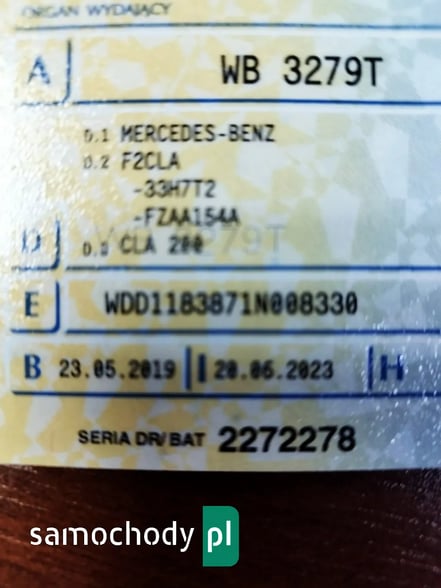 ORGAN WYDAJĄCY
A WB 3279T
D.1 MERCEDES-BENZ
D.2 F2CLA
-33H7T2
-FZAA154A
D D.3 CLA 200
E WDD1183871N008330
B 23.05.2019 I 20.06.2023 H
SERIA DR/BAT 2272278
samochody pl